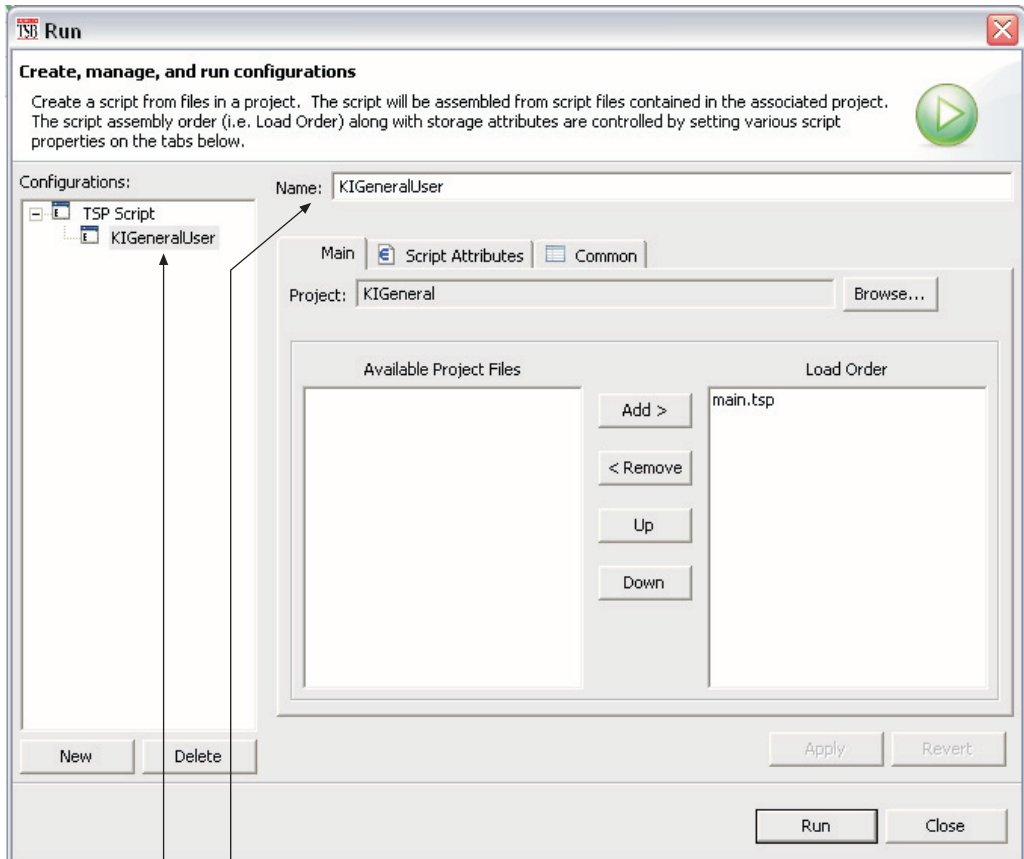 TSB Run
Create, manage, and run configurations
Create a script from files in a project. The script will be assembled from script files contained in the associated project.
The script assembly order (i.e. Load Order) along with storage attributes are controlled by setting various script
properties on the tabs below.
Configurations:
TSP Script
KIGeneralUser
Name: KIGeneralUser
Main Script Attributes Common
Project: KIGeneral Browse...
Available Project Files
Load Order
main.tsp
Add >
< Remove
Up
Down
New Delete
Apply Revert
Run Close